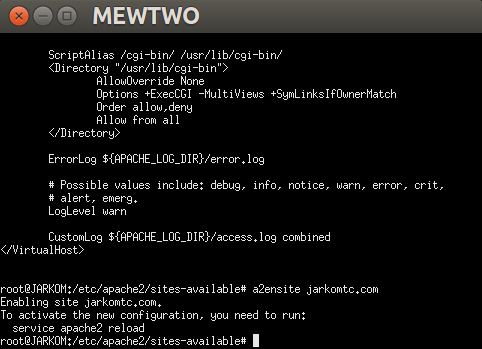 MEWTWO
ScriptAlias /cgi-bin/ /usr/lib/cgi-bin/
<Directory "/usr/lib/cgi-bin">
AllowOverride None
Options +ExecCGI -MultiViews +SymLinksIfOwnerMatch
Order allow,deny
Allow from all
</Directory>
ErrorLog ${APACHE_LOG_DIR}/error.log
# Possible values include: debug, info, notice, warn, error, crit,
# alert, emerg.
LogLevel warn
CustomLog ${APACHE_LOG_DIR}/access.log combined
</VirtualHost>
root@JARKOM:/etc/apache2/sites-available# a2ensite jarkomtc.com
Enabling site jarkomtc.com.
To activate the new configuration, you need to run:
service apache2 reload
root@JARKOM:/etc/apache2/sites-available#